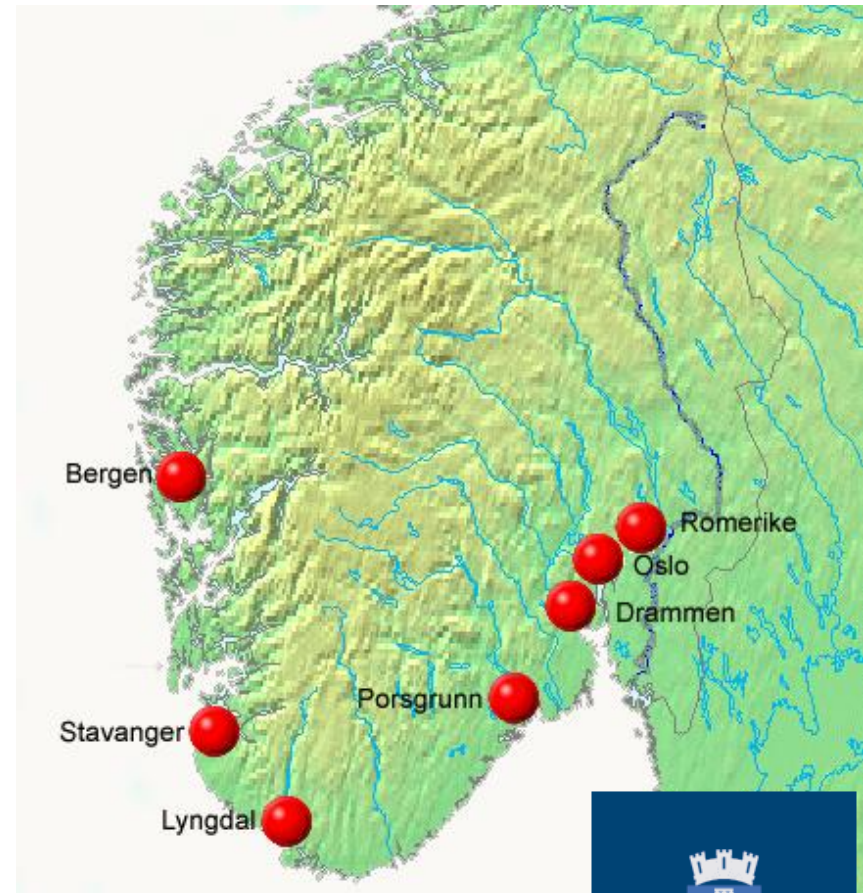 Bergen
Romerike
Oslo
Drammen
Porsgrunn
Stavanger
Lyngdal